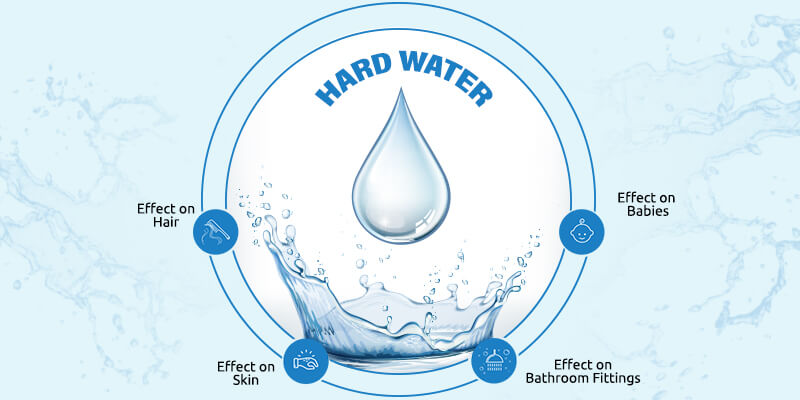 HARD WATER
Effect on
Hair
Effect on
Babies
Effect on
Skin
Effect on
Bathroom Fittings